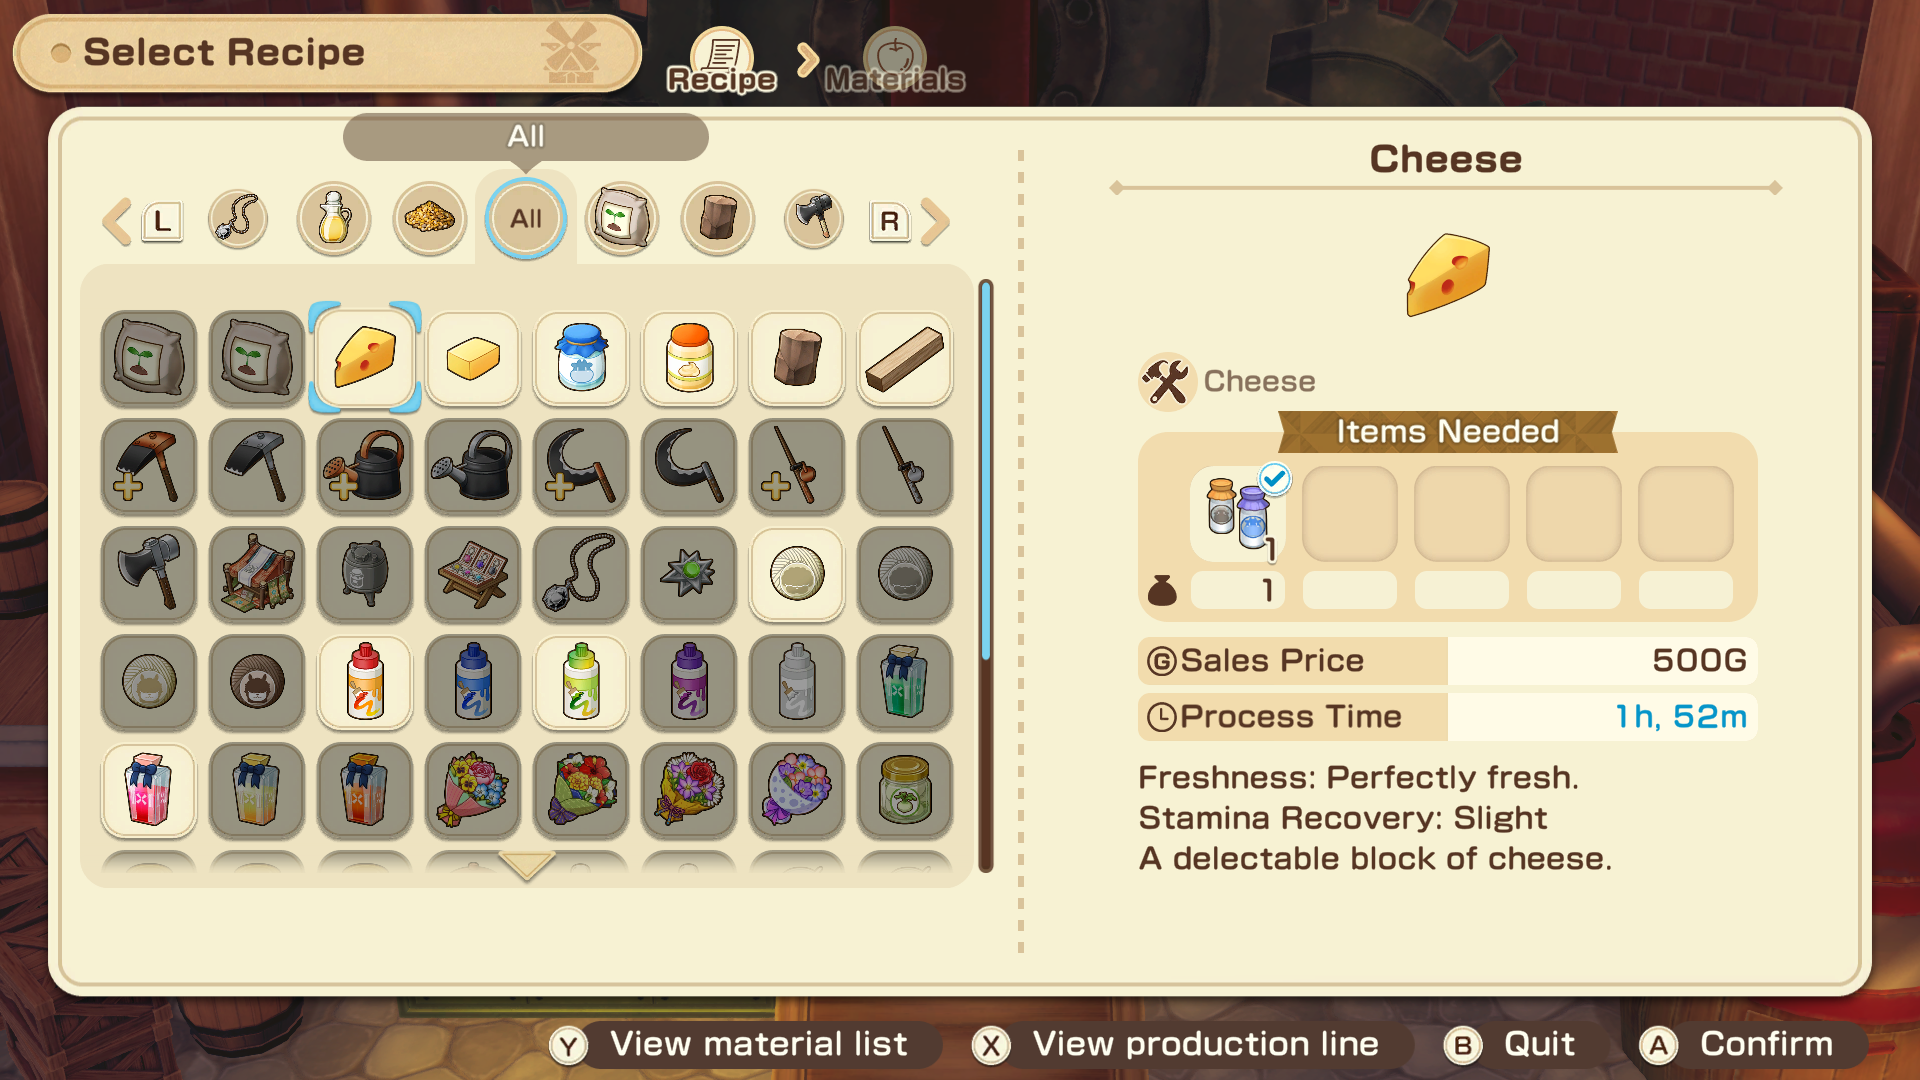 Select Recipe
Recipe
Materials
All
L
All
R
Cheese
Cheese
Items Needed
1
1
G Sales Price
500G
Process Time
1h, 52m
Freshness: Perfectly fresh.
Stamina Recovery: Slight
A delectable block of cheese.
Y View material list
X View production line
B Quit
A Confirm